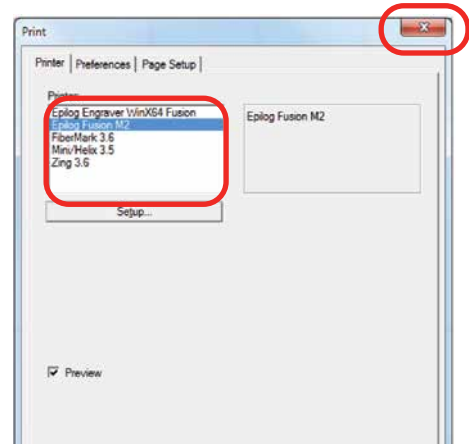 Print
Printer Preferences Page Setup
Printer
Epilog Engraver WinX64 Fusion
Epilog Fusion M2
Epilog Fusion M2
FiberMark 3.6
Mini/Helix 3.5
Zing 3.6
Setup...
Preview